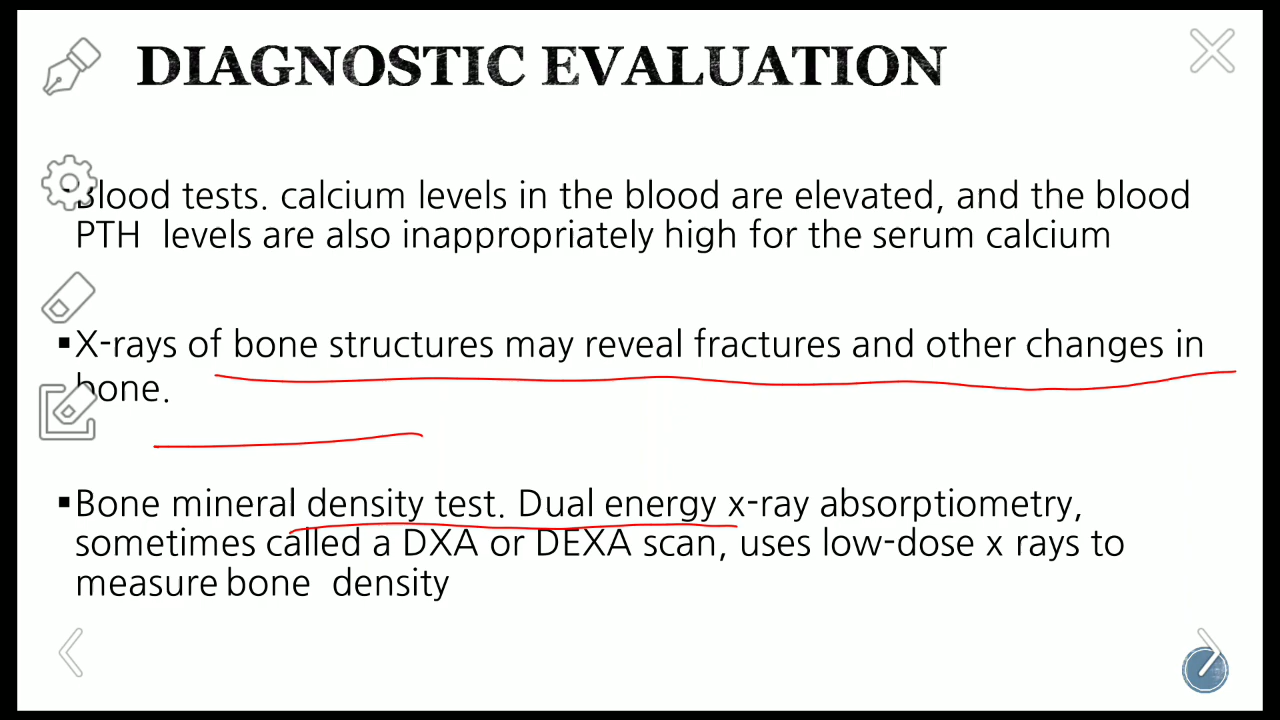 DIAGNOSTIC EVALUATION
Blood tests. calcium levels in the blood are elevated, and the blood
PTH levels are also inappropriately high for the serum calcium
▪X-rays of bone structures may reveal fractures and other changes in
bone.
▪Bone mineral density test. Dual energy x-ray absorptiometry,
sometimes called a DXA or DEXA scan, uses low-dose x rays to
measure bone density